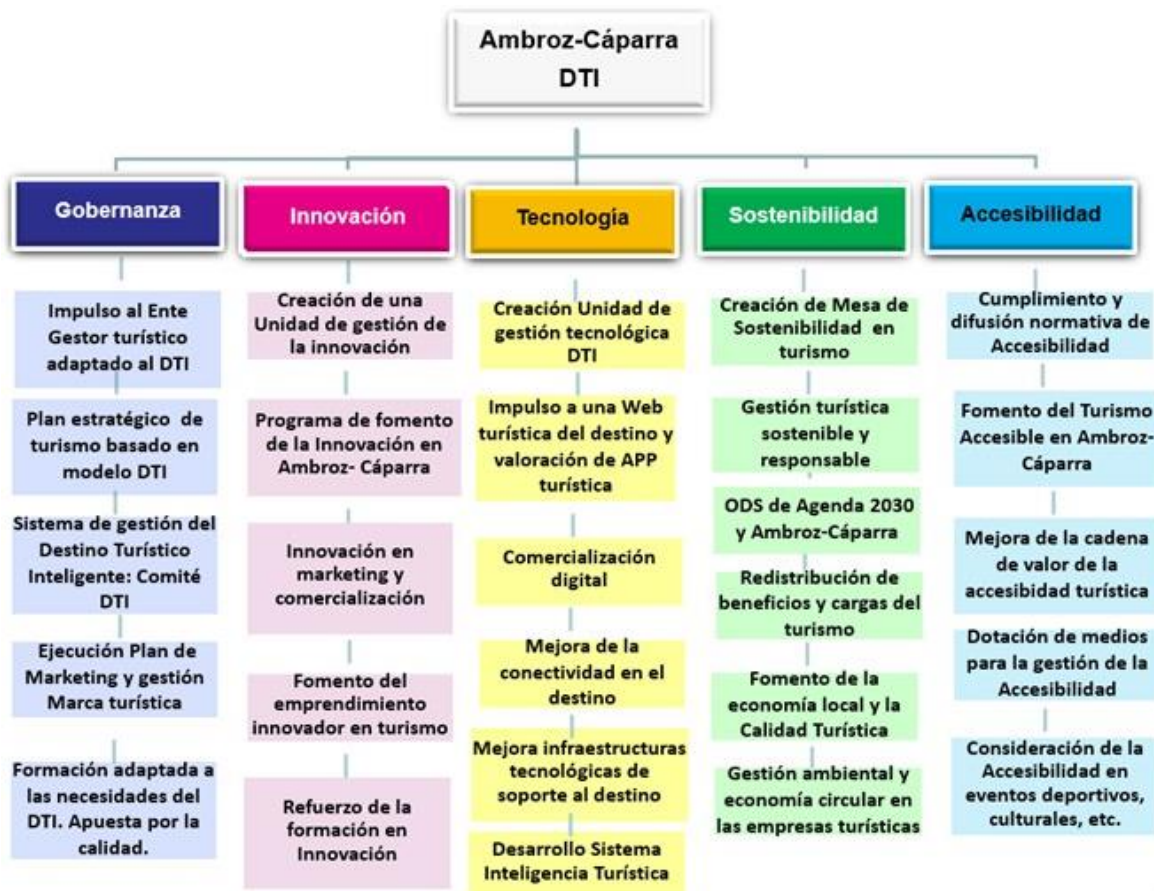 Ambroz-Cáparra
DTI
Gobernanza
Impulso al Ente
Gestor turístico
adaptado al DTI
Plan estratégico de
turismo basado en
modelo DTI
Sistema de gestión del
Destino Turístico
Inteligente: Comité
DTI
Ejecución Plan de
Marketing y gestión
Marca turística
Formación adaptada a
las necesidades del
DTI. Apuesta por la
calidad.
Innovación
Creación de una
Unidad de gestión de
la innovación
Programa de fomento
de la Innovación en
Ambroz- Cáparra
Innovación en
marketing y
comercialización
Fomento del
emprendimiento
innovador en turismo
Refuerzo de la
formación en
Innovación
Tecnología
Creación Unidad de
gestión tecnológica
DTI
Impulso a una Web
turística del destino y
valoración de APP
turística
Comercialización
digital
Mejora de la
conectividad en el
destino
Mejora infraestructuras
tecnológicas de
soporte al destino
Desarrollo Sistema
Inteligencia Turística
Sostenibilidad
Creación de Mesa de
Sostenibilidad en
turismo
Gestión turística
sostenible y
responsable
ODS de Agenda 2030
y Ambroz-Cáparra
Redistribución de
beneficios y cargas del
turismo
Fomento de la
economía local y la
Calidad Turística
Gestión ambiental y
economía circular en
las empresas turísticas
Accesibilidad
Cumplimiento y
difusión normativa de
Accesibilidad
Fomento del Turismo
Accesible en Ambroz-
Cáparra
Mejora de la cadena
de valor de la
accesibidad turística
Dotación de medios
para la gestión de la
Accesibilidad
Consideración de la
Accesibilidad en
eventos deportivos,
culturales, etc.